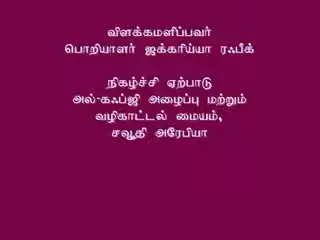 விளக்கமளிப்பவர்
பொறியாளர் ஜக்கரிய்யா ரஃபீக்
நிகழ்ச்சி ஏற்பாடு
அல்-கஃப்ஜி அழைப்பு மற்றும்
வழிகாட்டல் மையம்,
சவூதி அரேபியா